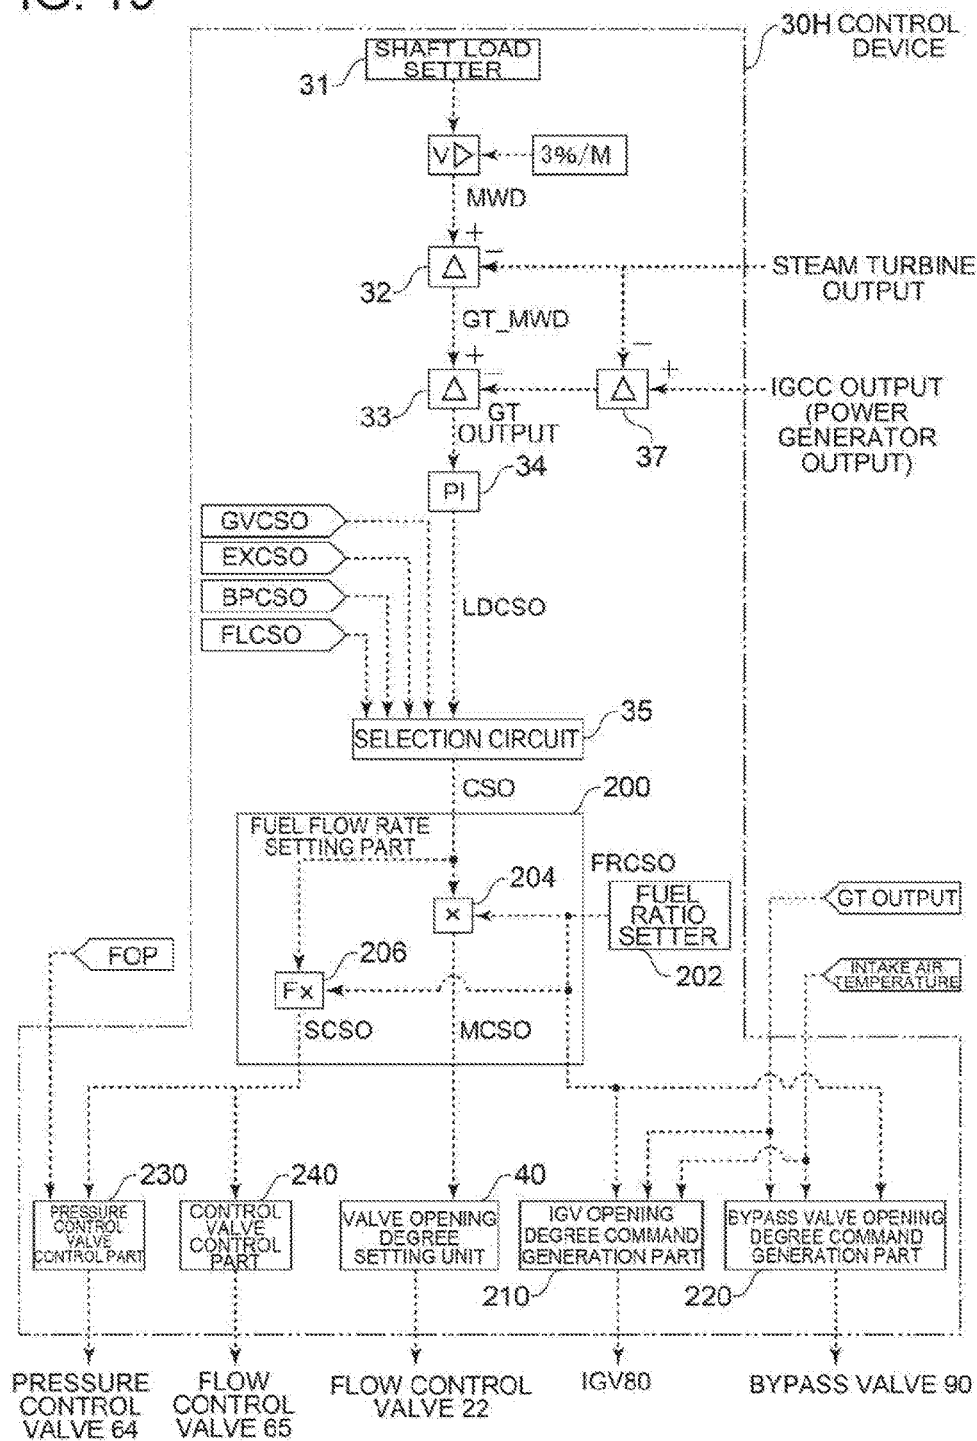 30H CONTROL
DEVICE
SHAFT LOAD
SETTER
31
V
3%/M
MWD
+
−
32
Δ
STEAM TURBINE
OUTPUT
GT_MWD
−
+
−
+
33
Δ
Δ
IGCC OUTPUT
(POWER
GENERATOR
OUTPUT)
GT
OUTPUT
37
34
PI
GVCSO
EXCSO
BPCSO
FLCSO
LDCSO
35
SELECTION CIRCUIT
CSO
200
FUEL FLOW RATE
SETTING PART
204
×
FRCSO
FUEL
RATIO
SETTER
202
GT OUTPUT
FOP
206
Fx
INTAKE AIR
TEMPERATURE
SCSO
MCSO
230
240
40
PRESSURE
CONTROL
VALVE
CONTROL PART
CONTROL
VALVE
CONTROL
PART
VALVE OPENING
DEGREE
SETTING UNIT
IGV OPENING
DEGREE COMMAND
GENERATION PART
BYPASS VALVE OPENING
DEGREE COMMAND
GENERATION PART
210
220
PRESSURE
CONTROL
VALVE 64
FLOW
CONTROL
VALVE 65
FLOW CONTROL
VALVE 22
IGV80
BYPASS VALVE 90